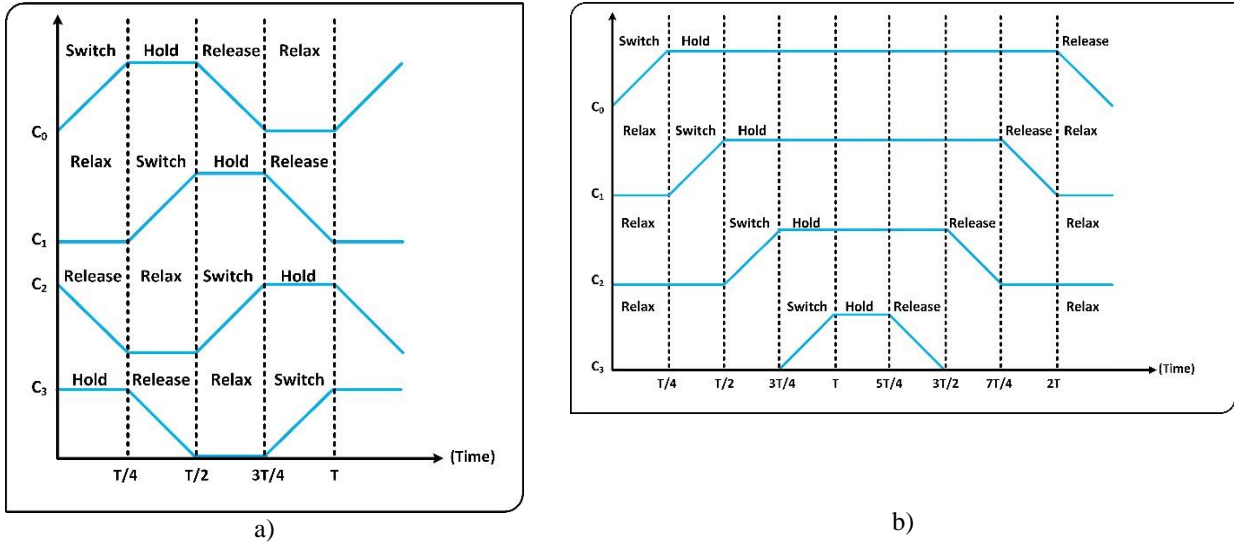 Switch Hold Release Relax
C0
Relax Switch Hold Release
C1
Release Relax Switch Hold
C2
Hold Release Relax Switch
C3
(Time)
T/4 T/2 3T/4 T
a)
Switch Hold Release
C0
Relax Switch Hold Release Relax
C1
Relax Switch Hold Release Relax
C2
Relax Switch Hold Release Relax
C3
(Time)
T/4 T/2 3T/4 T 5T/4 3T/2 7T/4 2T
b)